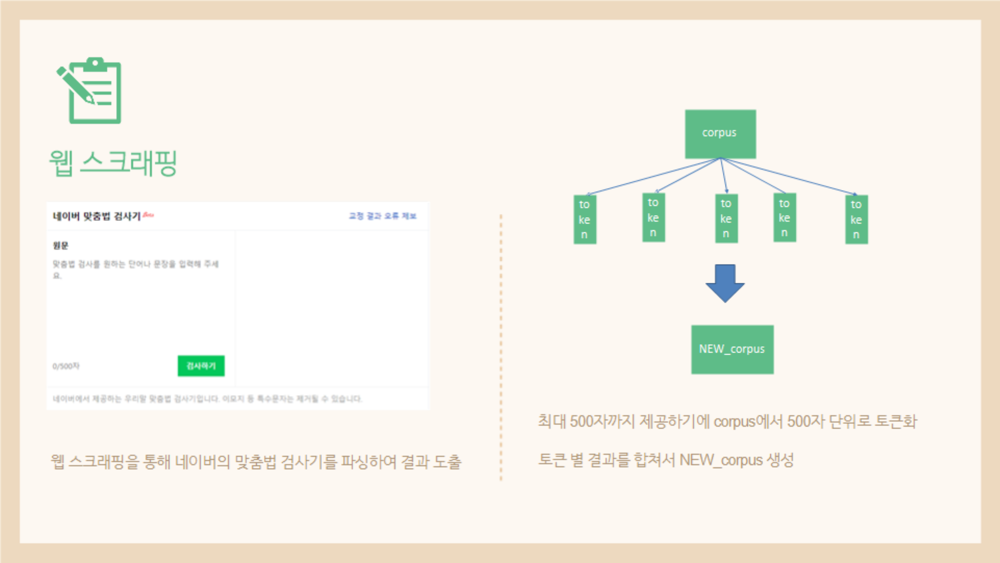 웹 스크래핑
네이버 맞춤법 검사기 Beta
교정 결과 오류 제보
원문
맞춤법 검사를 원하는 단어나 문장을 입력해 주세
요.
0/500자
검사하기
네이버에서 제공하는 우리말 맞춤법 검사기입니다. 이모지 등 특수문자는 제거될 수 있습니다.
웹 스크래핑을 통해 네이버의 맞춤법 검사기를 파싱하여 결과 도출
corpus
to
ke
n
to
ke
n
to
ke
n
to
ke
n
to
ke
n
NEW_corpus
최대 500자까지 제공하기에 corpus에서 500자 단위로 토큰화
토큰 별 결과를 합쳐서 NEW_corpus 생성